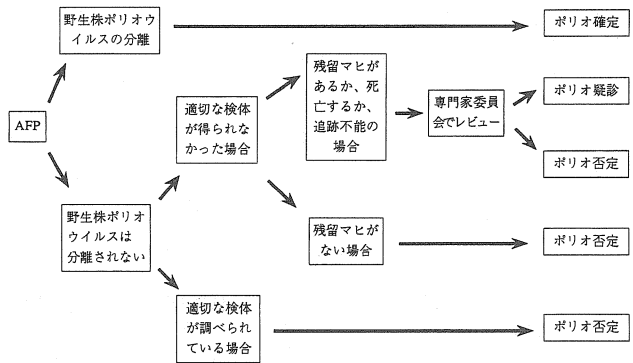 野生株ポリオウ
イルスの分離
ポリオ確定
残留マヒが
あるか、死
亡するか、
追跡不能の
場合
ポリオ疑診
適切な検体
が得られな
かった場合
専門家委員
会でレビュー
AFP
ポリオ否定
野生株ポリオ
ウイルスは
分離されない
残留マヒが
ない場合
ポリオ否定
適切な検体
が調べられ
ている場合
ポリオ否定